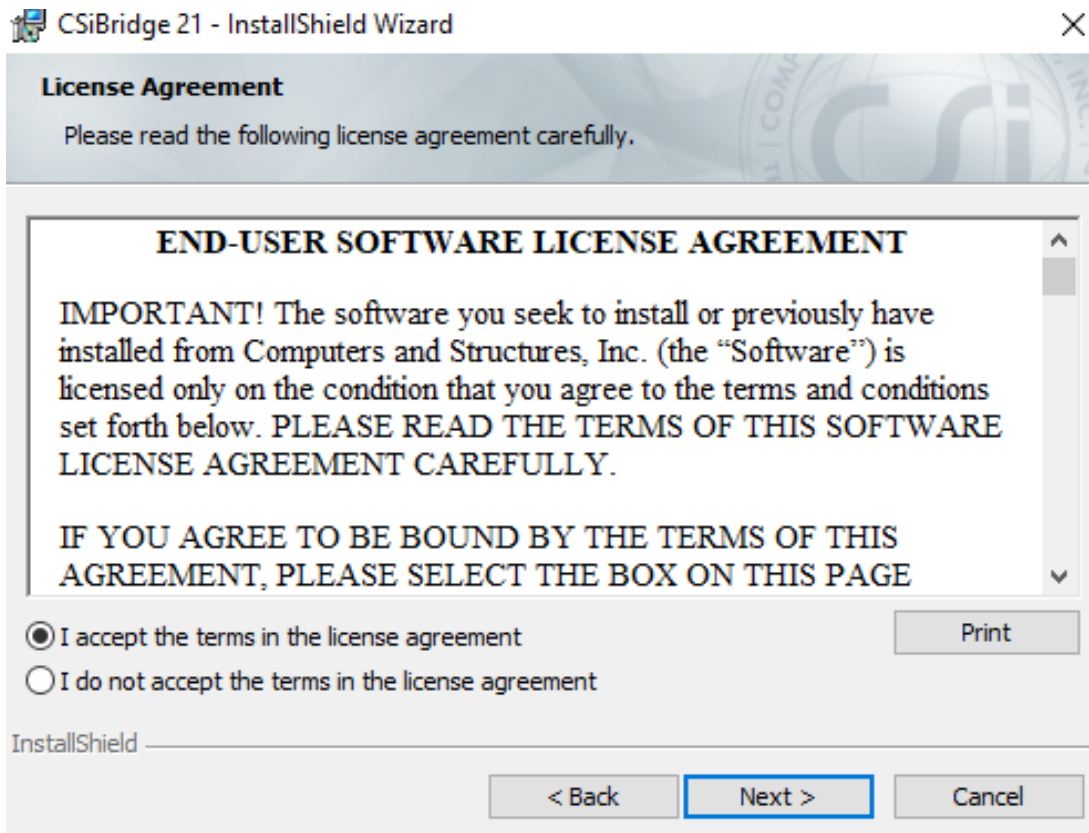 CSiBridge 21 - InstallShield Wizard
License Agreement
Please read the following license agreement carefully.
END-USER SOFTWARE LICENSE AGREEMENT
IMPORTANT! The software you seek to install or previously have
installed from Computers and Structures, Inc. (the “Software”) is
licensed only on the condition that you agree to the terms and conditions
set forth below. PLEASE READ THE TERMS OF THIS SOFTWARE
LICENSE AGREEMENT CAREFULLY.
IF YOU AGREE TO BE BOUND BY THE TERMS OF THIS
AGREEMENT, PLEASE SELECT THE BOX ON THIS PAGE
I accept the terms in the license agreement
Print
I do not accept the terms in the license agreement
InstallShield
< Back Next > Cancel
CSi